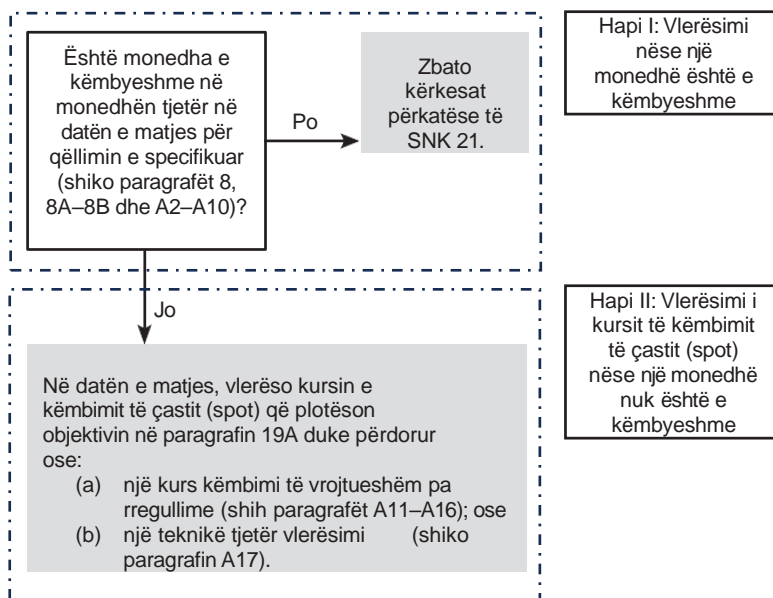 Është monedha e
këmbyeshme në
monedhën tjetër në
datën e matjes për
qëllimin e specifikuar
(shiko paragrafët 8,
8A–8B dhe A2–A10)?
Po
Zbato
kërkesat
përkatëse të
SNK 21.
Hapi I: Vlerësimi
nëse një
monedhë është e
këmbyeshme
Jo
Në datën e matjes, vlerëso kursin e
këmbimit të çastit (spot) që plotëson
objektivin në paragrafin 19A duke përdorur
ose:
(a) një kurs këmbimi të vrojtueshëm pa
rregullime (shih paragrafët A11–A16); ose
(b) një teknikë tjetër vlerësimi (shiko
paragrafin A17).
Hapi II: Vlerësimi i
kursit të këmbimit
të çastit (spot)
nëse një monedhë
nuk është e
këmbyeshme